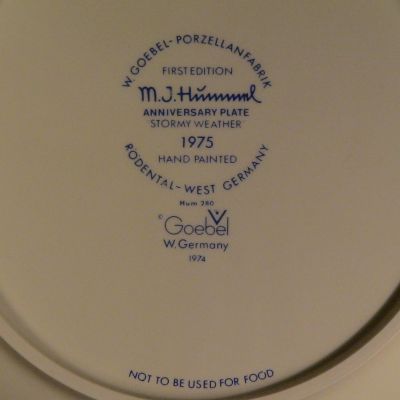 W. GOEBEL-PORZELLANFABRIK
FIRST EDITION
M.J. Hummel
ANNIVERSARY PLATE
STORMY WEATHER
1975
HAND PAINTED
RODENTAL-WEST GERMANY
Hum 280
© Goebel
W. Germany
1974
NOT TO BE USED FOR FOOD